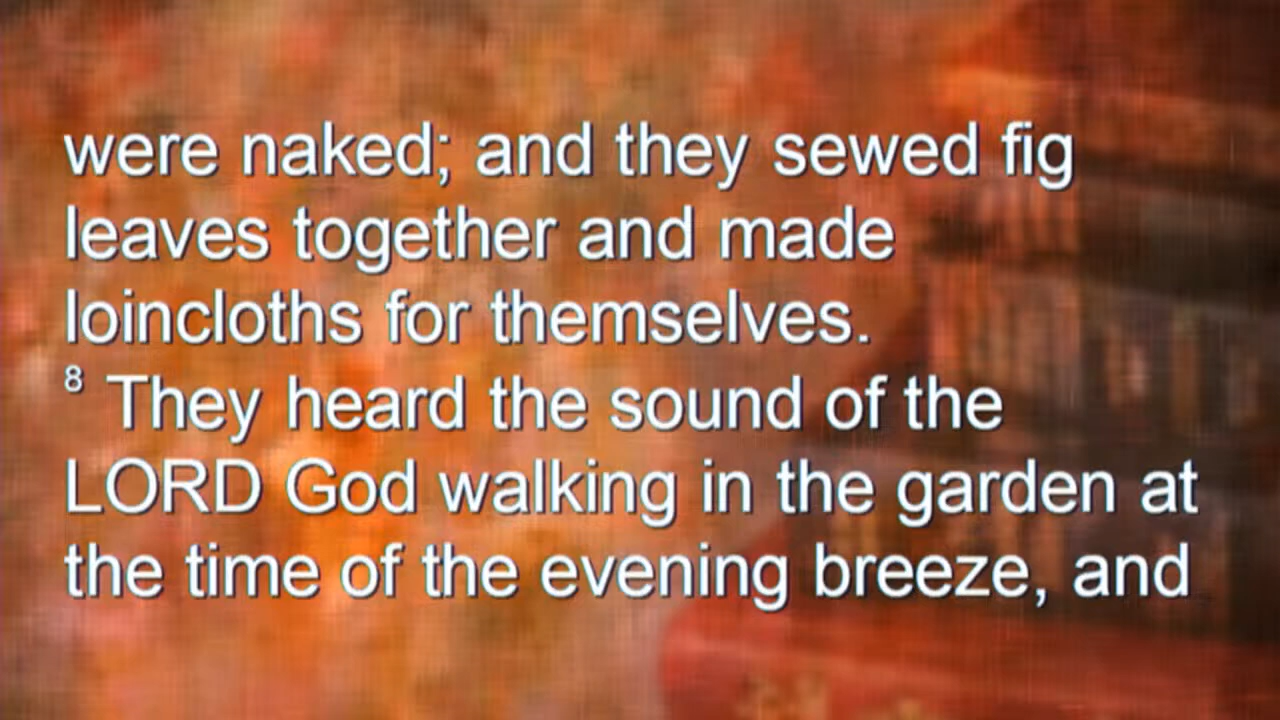 were naked; and they sewed fig
leaves together and made
loincloths for themselves.
8 They heard the sound of the
LORD God walking in the garden at
the time of the evening breeze, and